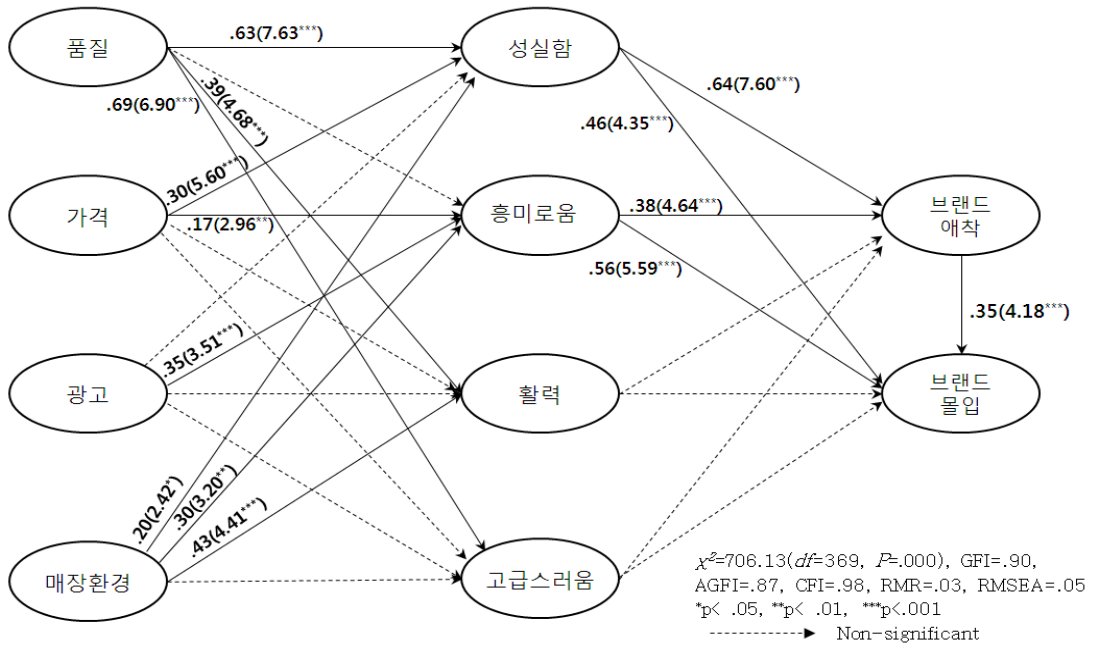 품질
.63(7.63***)
성실함
.69(6.90***)
.39(4.68***)
.64(7.60***)
.46(4.35***)
가격
.30(5.60***)
.17(2.96**)
흥미로움
.38(4.64***)
브랜드
애착
.56(5.59***)
.35(4.18***)
광고
.35(3.51***)
활력
브랜드
몰입
.20(2.42*)
.30(3.20**)
.43(4.41***)
매장환경
고급스러움
χ²=706.13(df=369, P=.000), GFI=.90,
AGFI=.87, CFI=.98, RMR=.03, RMSEA=.05
*p< .05, **p< .01, ***p<.001
Non-significant